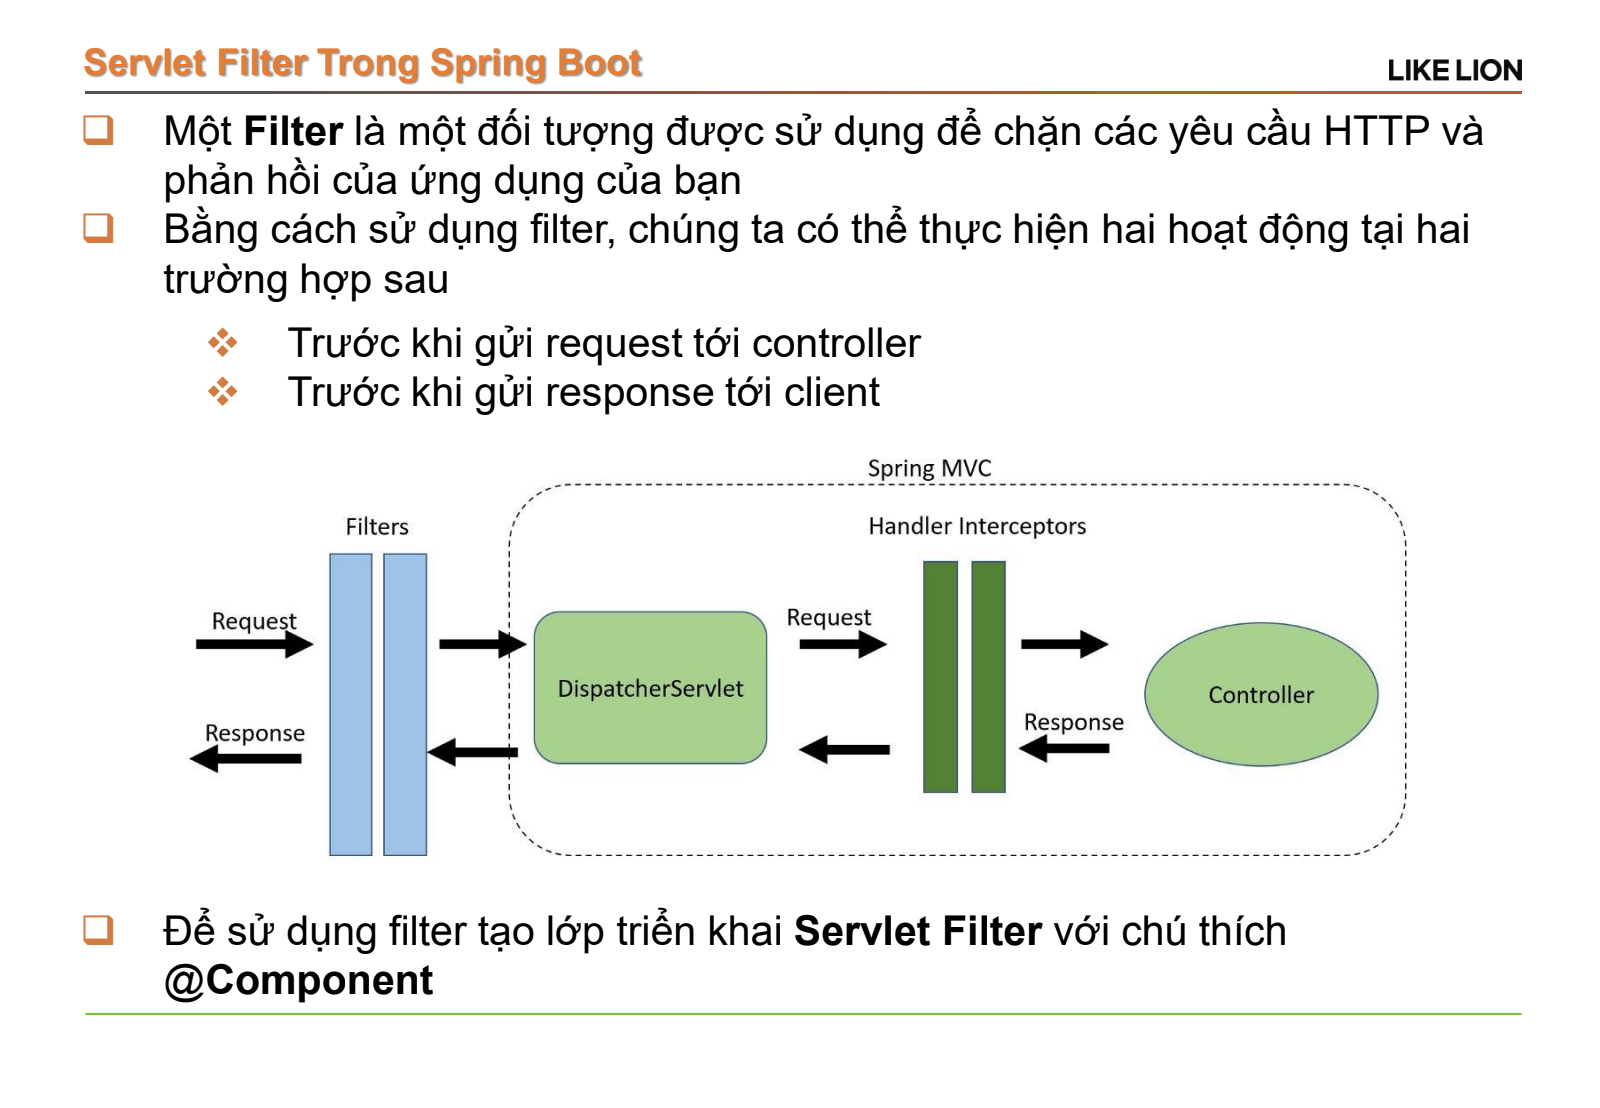 Servlet Filter Trong Spring Boot
LIKE LION
Một Filter là một đối tượng được sử dụng để chặn các yêu cầu HTTP và
phản hồi của ứng dụng của bạn
Bằng cách sử dụng filter, chúng ta có thể thực hiện hai hoạt động tại hai
trường hợp sau
Trước khi gửi request tới controller
Trước khi gửi response tới client
Spring MVC
Filters
Handler Interceptors
Request
Request
DispatcherServlet
Controller
Response
Response
Để sử dụng filter tạo lớp triển khai Servlet Filter với chú thích
@Component